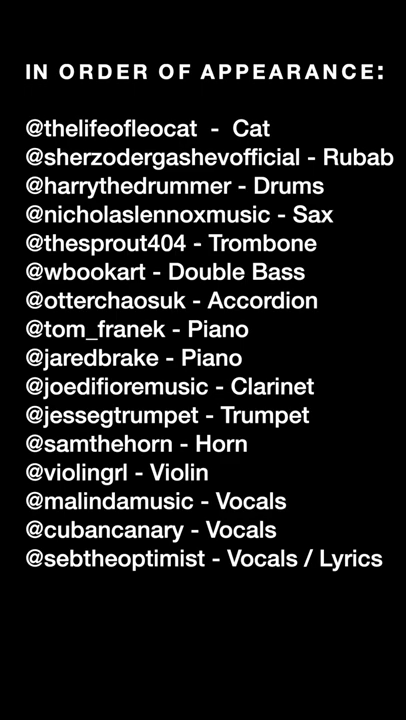 IN ORDER OF APPEARANCE:
@thelifeofleocat - Cat
@sherzodergashevofficial - Rubab
@harrythedrummer - Drums
@nicholaslennoxmusic - Sax
@thesprout404 - Trombone
@wbookart - Double Bass
@otterchaosuk - Accordion
@tom_franek - Piano
@jaredbrake - Piano
@joedifioremusic - Clarinet
@jessegtrumpet - Trumpet
@samthehorn - Horn
@violingrl - Violin
@malindamusic - Vocals
@cubancanary - Vocals
@sebtheoptimist - Vocals / Lyrics